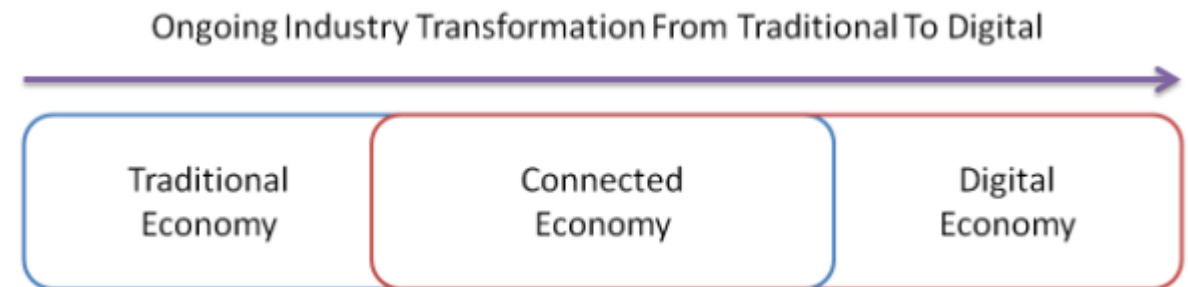 Ongoing Industry Transformation From Traditional To Digital
Traditional
Economy
Connected
Economy
Digital
Economy